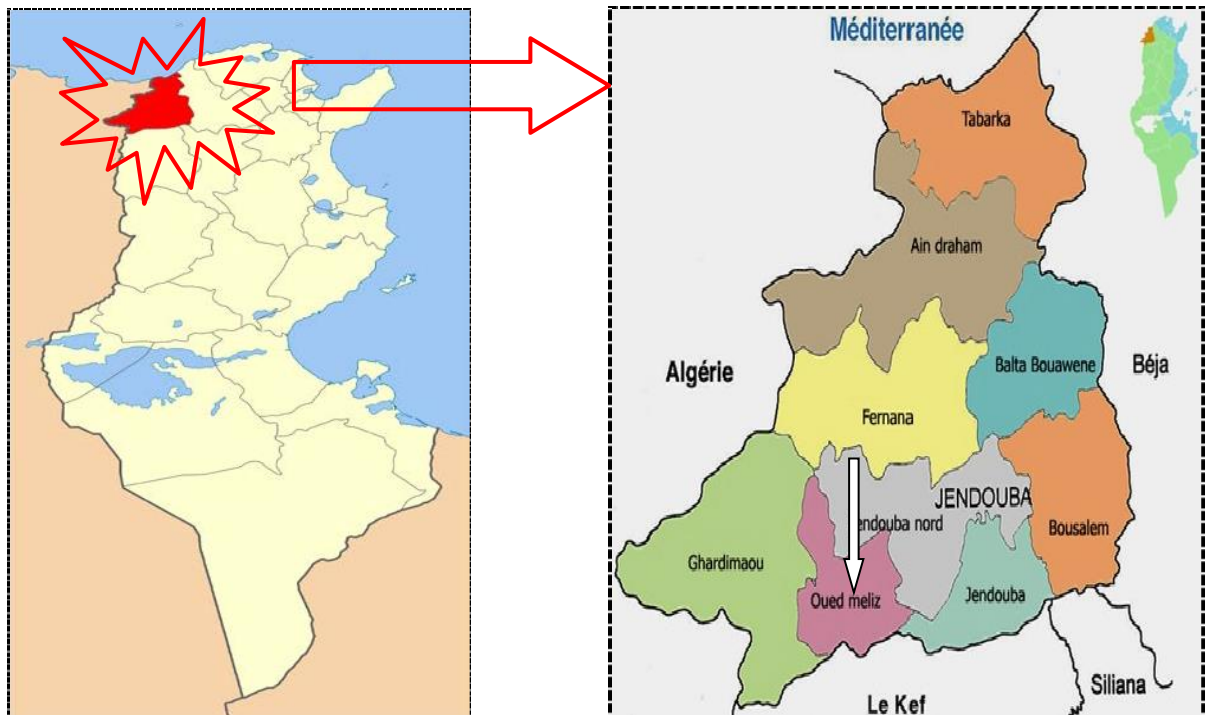 Méditerranée
Tabarka
Ain draham
Algérie
Balta Bouawene
Béja
Fernana
JENDOUBA
endouba nord
Bousalem
Ghardimaou
Oued meliz
Jendouba
Siliana
Le Kef